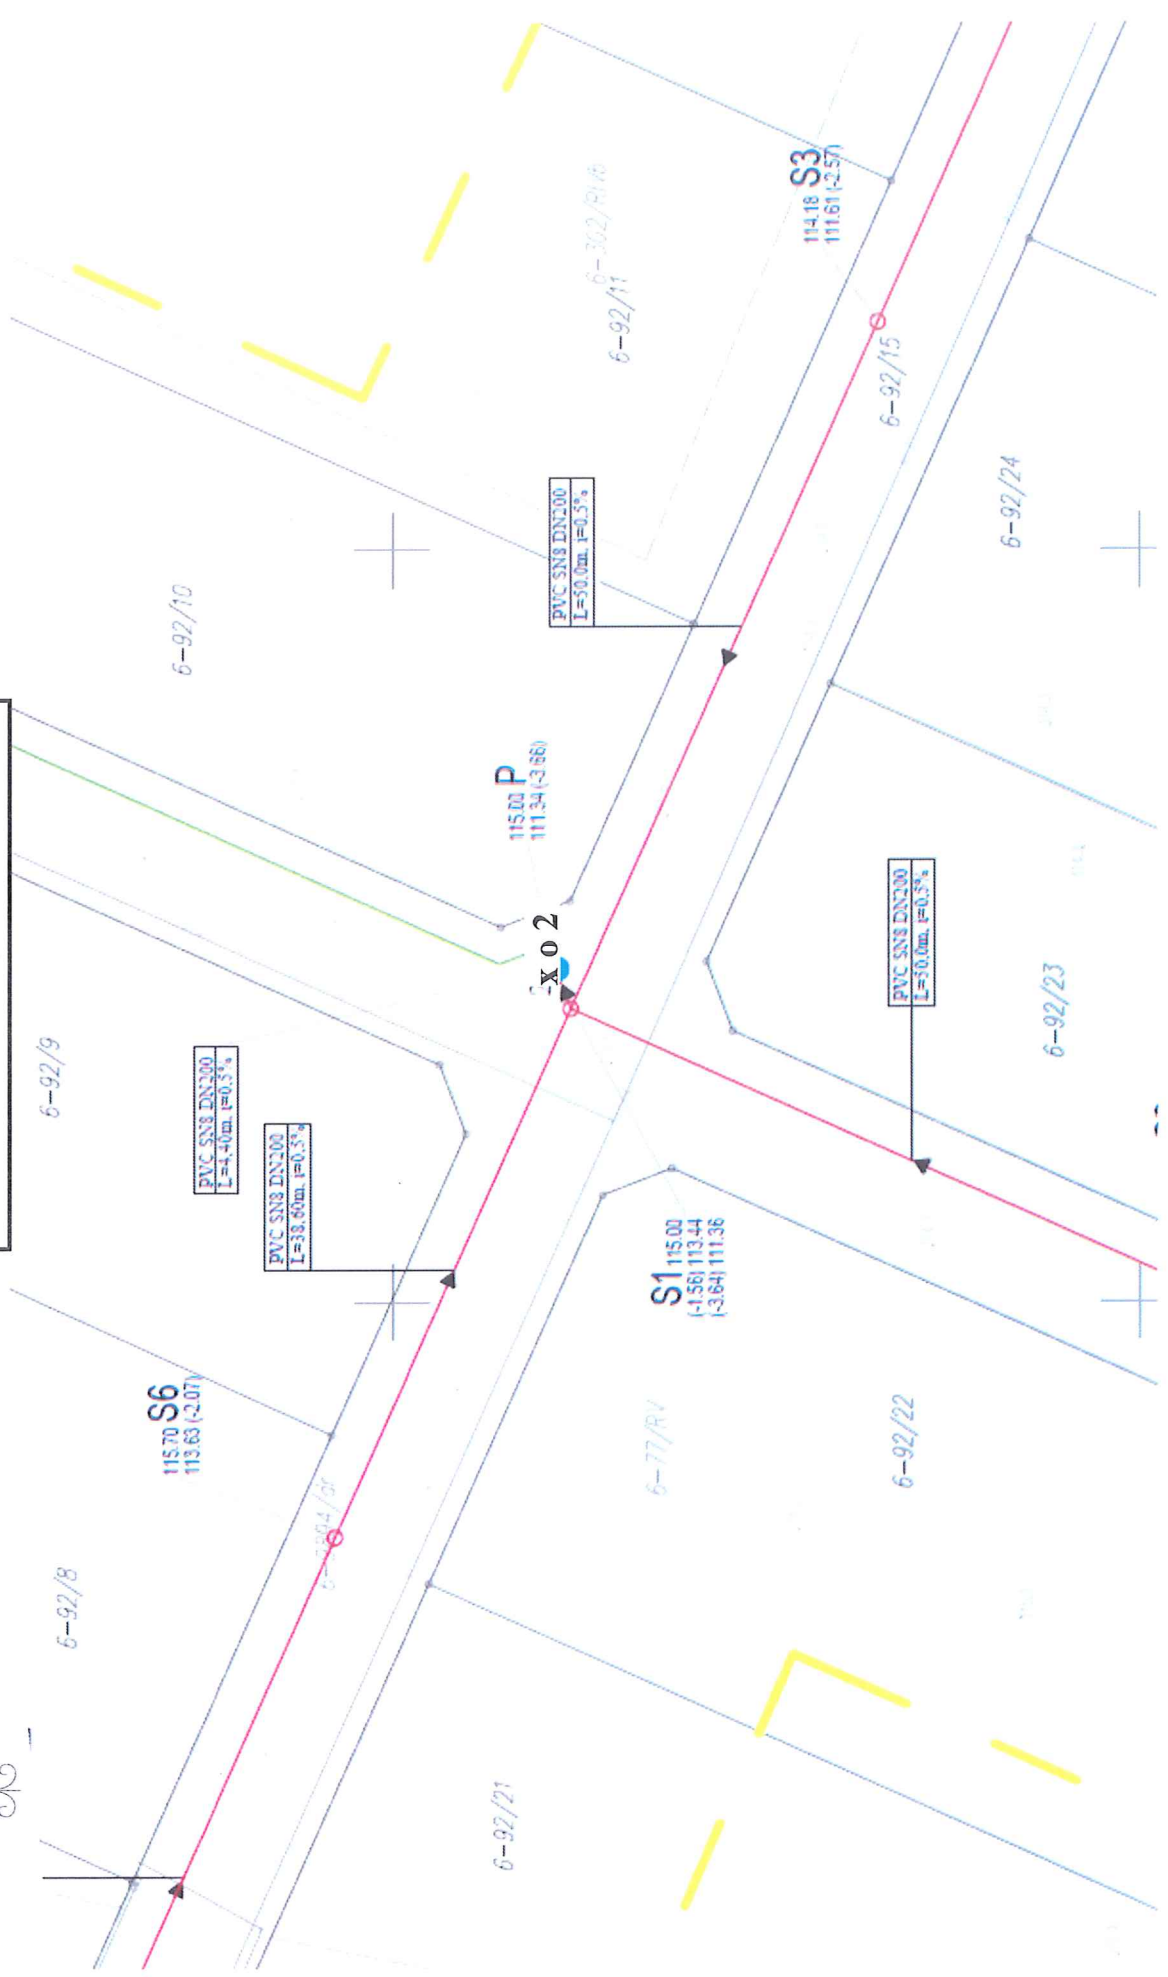 6-92/8
115.70 S6
113.63 (-2.07)
PVC SN8 DN200
L=38.60m. i=0.5%
PVC SN8 DN200
L=4.40m. i=0.5%
6-92/9
6-92/10
6-92/21
6-77/RV
6-92/22
S1 115.00
(-1.56) 113.44
(-3.64) 111.36
x o 2
115.00 P
111.34 (-3.66)
PVC SN8 DN200
L=50.0m. i=0.5%
6-92/11
6-302/RI/6
114.18 S3
111.61 (-2.57)
6-92/15
PVC SN8 DN200
L=50.0m. i=0.5%
6-92/23
6-92/24